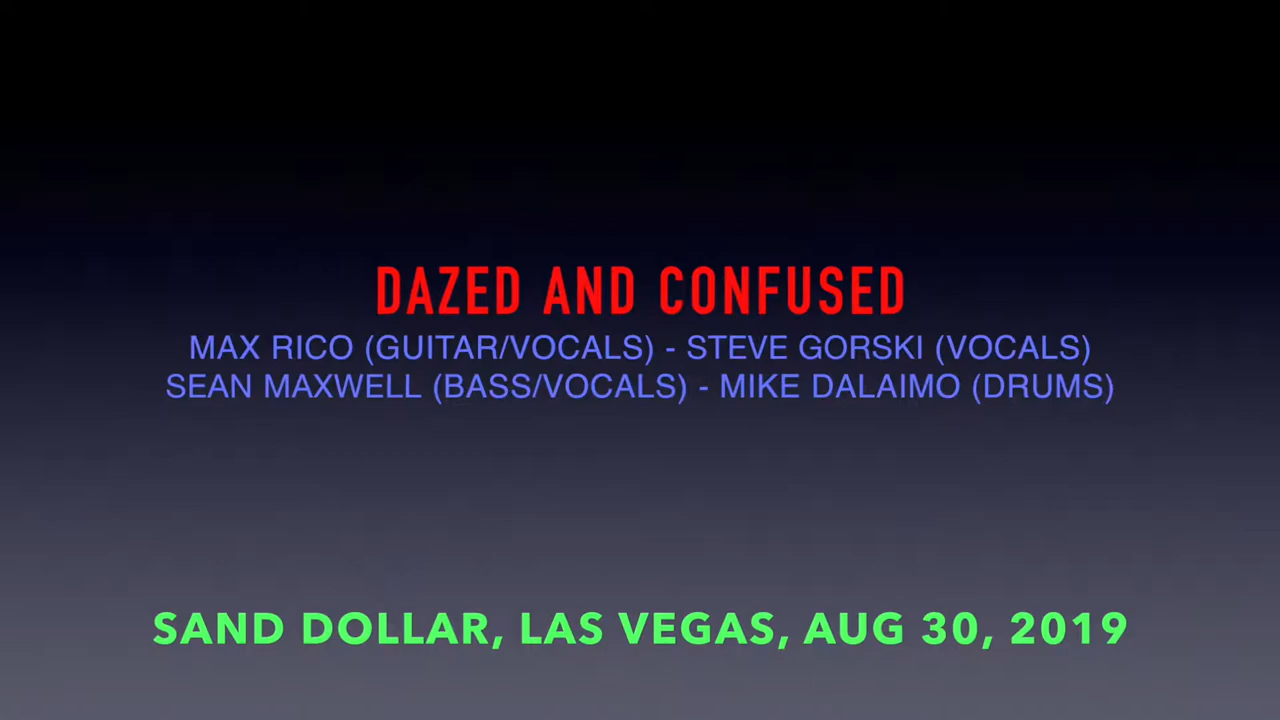 DAZED AND CONFUSED
MAX RICO (GUITAR/VOCALS) - STEVE GORSKI (VOCALS)
SEAN MAXWELL (BASS/VOCALS) - MIKE DALAIMO (DRUMS)
SAND DOLLAR, LAS VEGAS, AUG 30, 2019